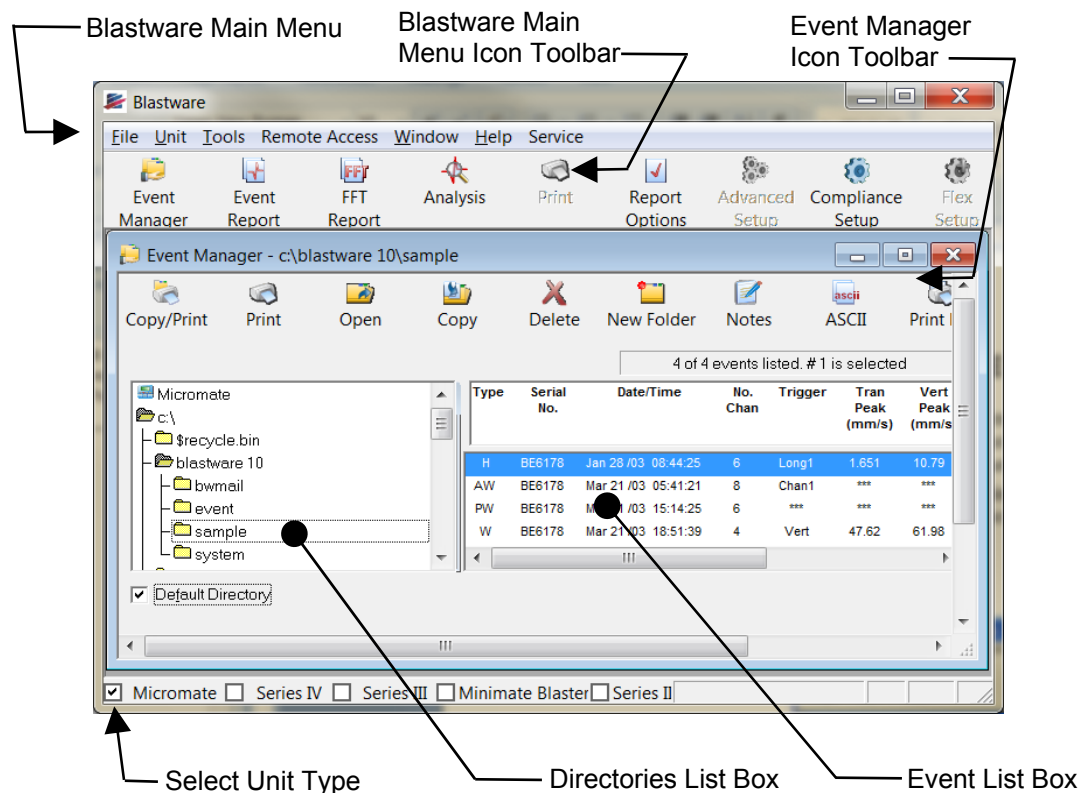 Blastware Main Menu
Blastware Main
Menu Icon Toolbar
Event Manager
Icon Toolbar
Blastware
File Unit Tools Remote Access Window Help Service
Event Manager
Event Report
FFT Report
Analysis
Print
Report Options
Advanced Setup
Compliance Setup
Flex Setup
Event Manager - c:\blastware 10\sample
Copy/Print Print Open Copy Delete New Folder Notes ASCII Print
4 of 4 events listed. # 1 is selected
Micromate
c:\
$recycle.bin
blastware 10
bwmail
event
sample
system
Type Serial No. Date/Time No. Chan Trigger Tran Peak (mm/s) Vert Peak (mm/s
H BE6178 Jan 28 /03 08:44:25 6 Long1 1.651 10.79
AW BE6178 Mar 21 /03 05:41:21 8 Chan1 *** ***
PW BE6178 /03 15:14:25 6 *** ***  ***
W BE6178 Mar 21 /03 18:51:39 4 Vert 47.62 61.98
Default Directory
Micromate Series IV Series III Minimate Blaster Series II
Select Unit Type
Directories List Box
Event List Box